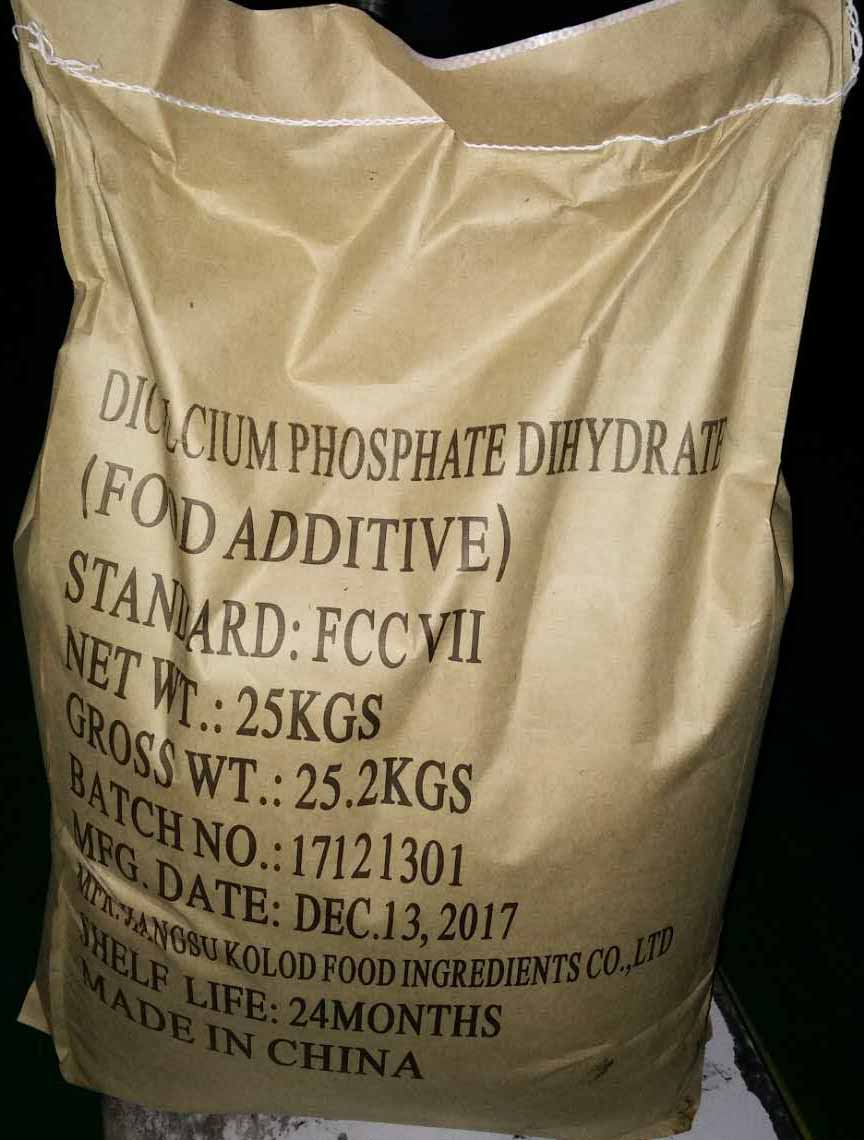 DICALCIUM PHOSPHATE DIHYDRATE
(FOOD ADDITIVE)
STANDARD: FCC VII
NET WT.: 25KGS
GROSS WT.: 25.2KGS
BATCH NO.: 17121301
MFG. DATE: DEC.13, 2017
MFR: JIANGSU KOLOD FOOD INGREDIENTS CO.,LTD
SHELF LIFE: 24MONTHS
MADE IN CHINA